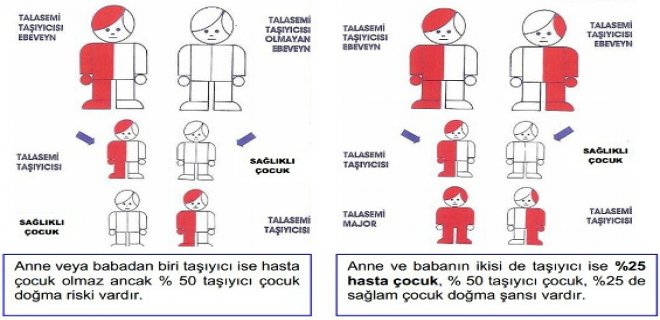 TALASEMİ
TAŞIYICISI
EBEVEYN
TALASEMİ
TAŞIYICISI
OLMAYAN
EBEVEYN
TALASEMİ
TAŞIYICISI
SAĞLIKLI
ÇOCUK
SAĞLIKLI
ÇOCUK
TALASEMİ
TAŞIYICISI
Anne veya babadan biri taşıyıcı ise hasta
çocuk olmaz ancak % 50 taşıyıcı çocuk
doğma riski vardır.
TALASEMİ
TAŞIYICISI
EBEVEYN
TALASEMİ
TAŞIYICISI
EBEVEYN
TALASEMİ
TAŞIYICISI
SAĞLIKLI
ÇOCUK
TALASEMİ
MAJOR
TALASEMİ
TAŞIYICISI
Anne ve babanın ikisi de taşıyıcı ise %25
hasta çocuk, % 50 taşıyıcı çocuk, %25 de
sağlam çocuk doğma şansı vardır.